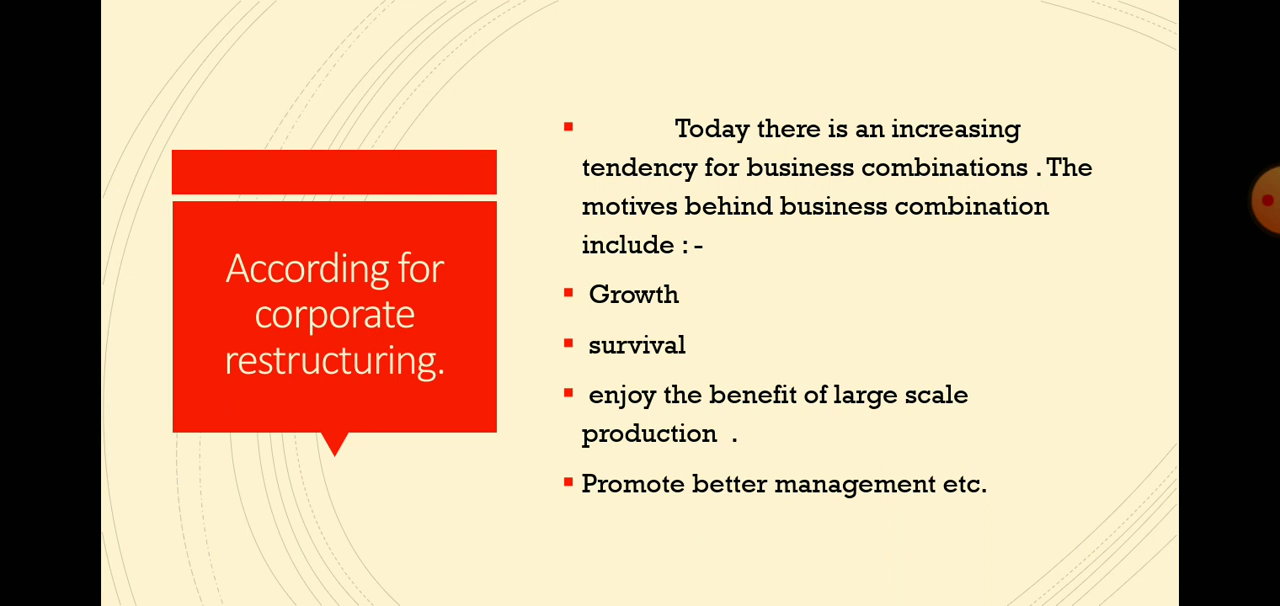 According for
corporate
restructuring.
Today there is an increasing
tendency for business combinations . The
motives behind business combination
include : -
Growth
survival
enjoy the benefit of large scale
production .
Promote better management etc.